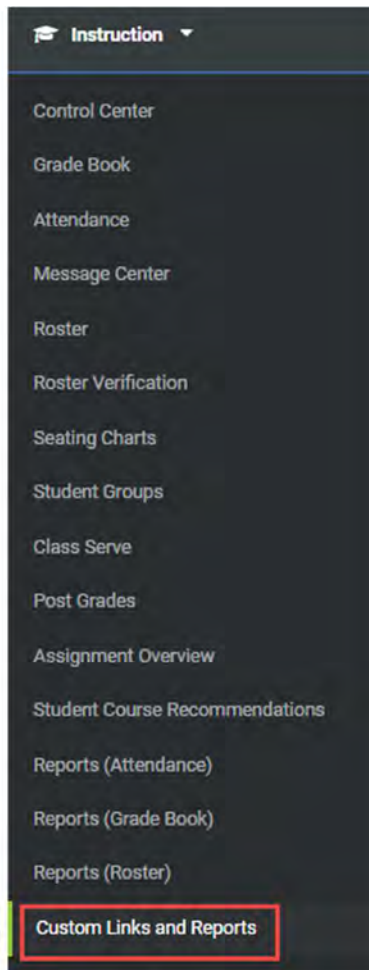 Instruction
Control Center
Grade Book
Attendance
Message Center
Roster
Roster Verification
Seating Charts
Student Groups
Class Serve
Post Grades
Assignment Overview
Student Course Recommendations
Reports (Attendance)
Reports (Grade Book)
Reports (Roster)
Custom Links and Reports